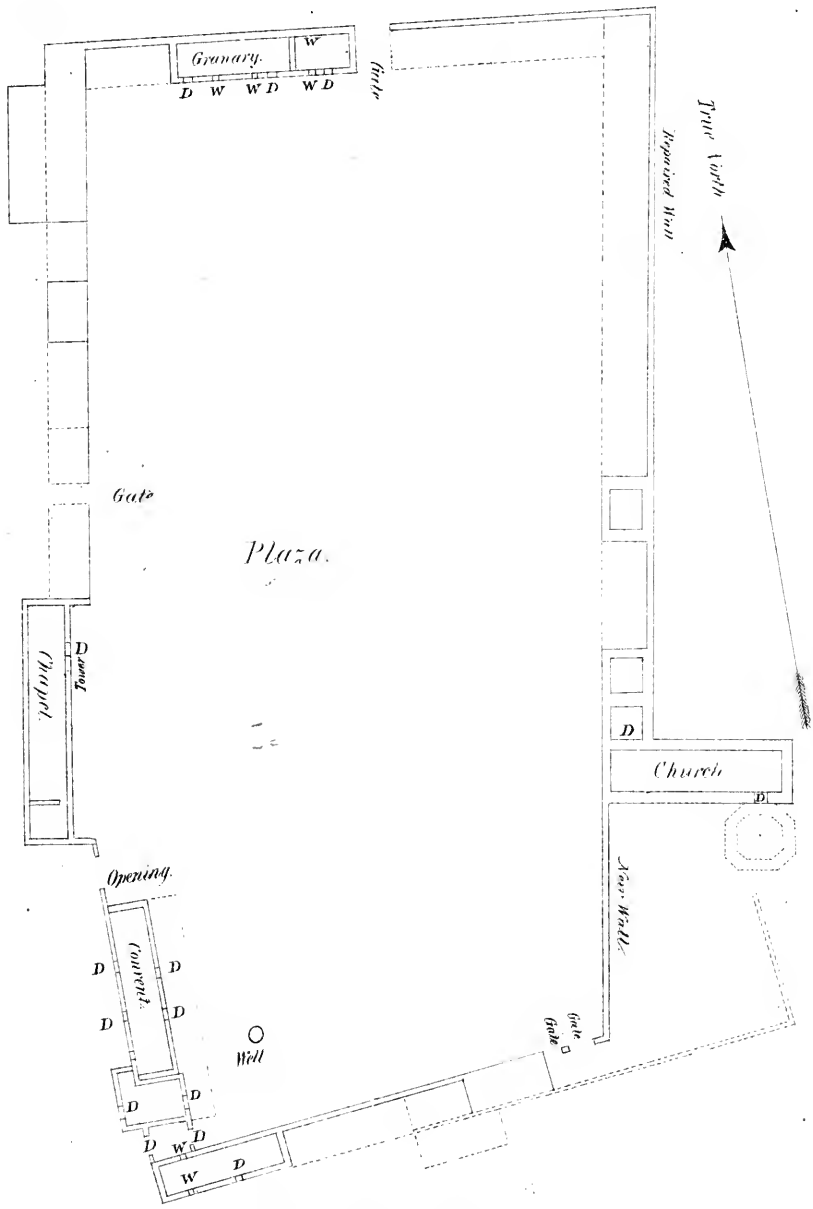 W
Granary.
D W W D W D
Gate
True North
Repaired Wall
Gate
Plaza.
D
Tower
Chapel.
D
Church
D
Opening.
New Wall.
Convent.
D
D
D
D
Gate
Gate
Well
D
D
D
D
W
W
D